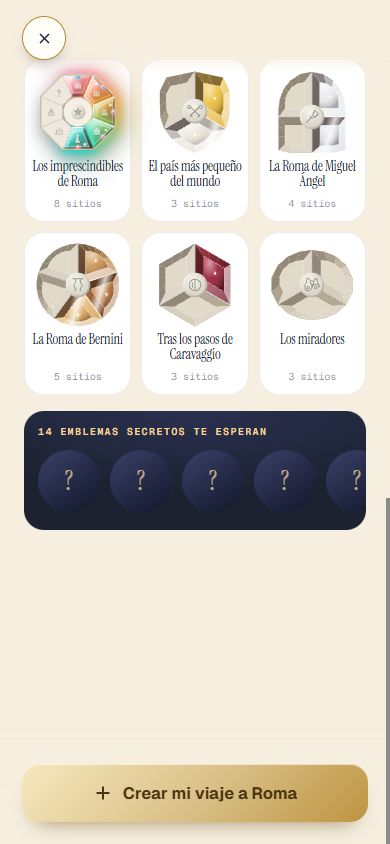 Los imprescindibles
de Roma
8 sitios
El país más pequeño
del mundo
3 sitios
La Roma de Miguel
Ángel
4 sitios
La Roma de Bernini
5 sitios
Tras los pasos de
Caravaggio
3 sitios
Los miradores
3 sitios
14 EMBLEMAS SECRETOS TE ESPERAN
? ? ? ? ?
+ Crear mi viaje a Roma